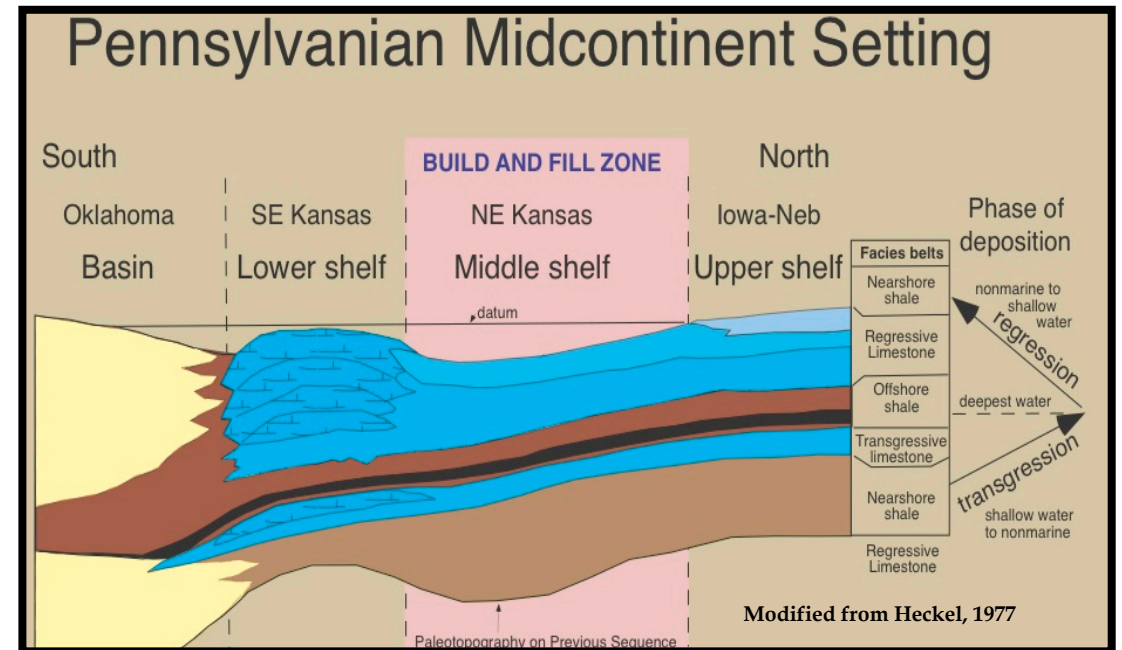 Pennsylvanian Midcontinent Setting
South
BUILD AND FILL ZONE
North
Oklahoma
SE Kansas
NE Kansas
Iowa-Neb
Basin
Lower shelf
Middle shelf
Upper shelf
Phase of
deposition
datum
Facies belts
Nearshore
shale
Regressive
Limestone
Offshore
shale
Transgressive
limestone
Nearshore
shale
Regressive
Limestone
nonmarine to
shallow
water
regression
deepest water
transgression
shallow water
to nonmarine
Modified from Heckel, 1977
Paleotopography on Previous Sequence